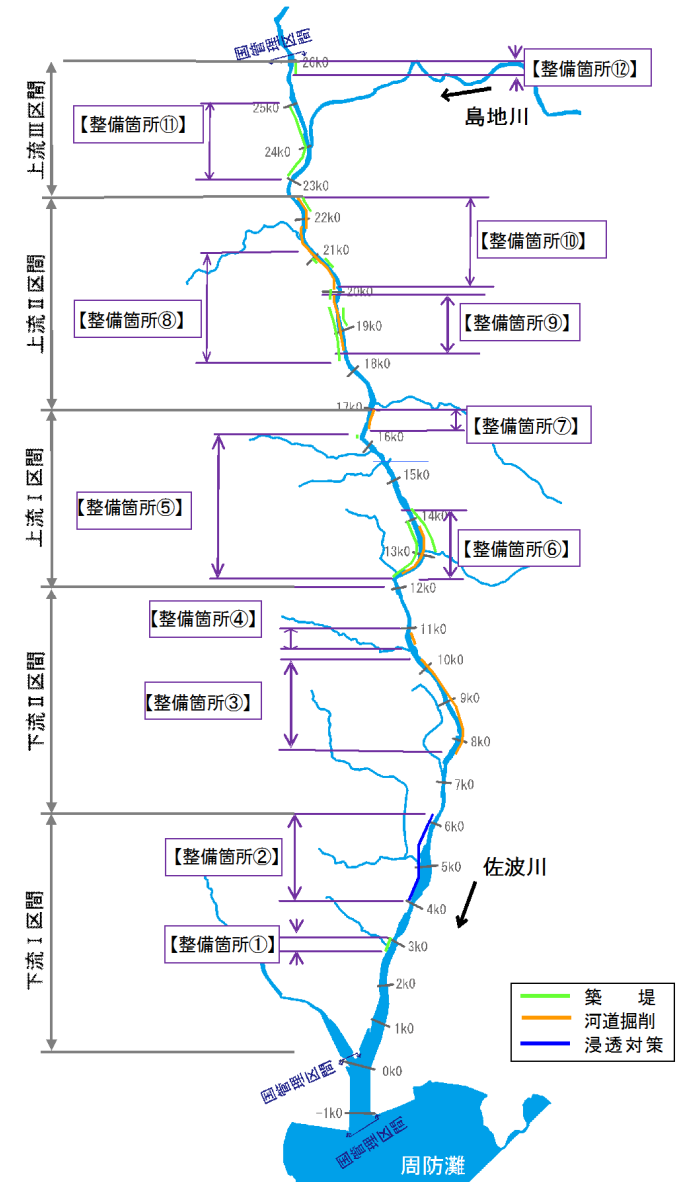 国管理区間
26k0
【整備箇所⑫】
島地川
上流Ⅲ区間
【整備箇所⑪】
25k0
24k0
23k0
上流Ⅱ区間
22k0
【整備箇所⑩】
21k0
20k0
【整備箇所⑧】
【整備箇所⑨】
19k0
18k0
17k0
【整備箇所⑦】
16k0
上流Ⅰ区間
15k0
【整備箇所⑤】
14k0
【整備箇所⑥】
13k0
12k0
【整備箇所④】
11k0
10k0
下流Ⅱ区間
【整備箇所③】
9k0
8k0
7k0
6k0
【整備箇所②】
5k0
佐波川
4k0
下流Ⅰ区間
【整備箇所①】
3k0
2k0
築　堤
河道掘削
浸透対策
1k0
国管理区間
0k0
-1k0
国管理区間
周防灘